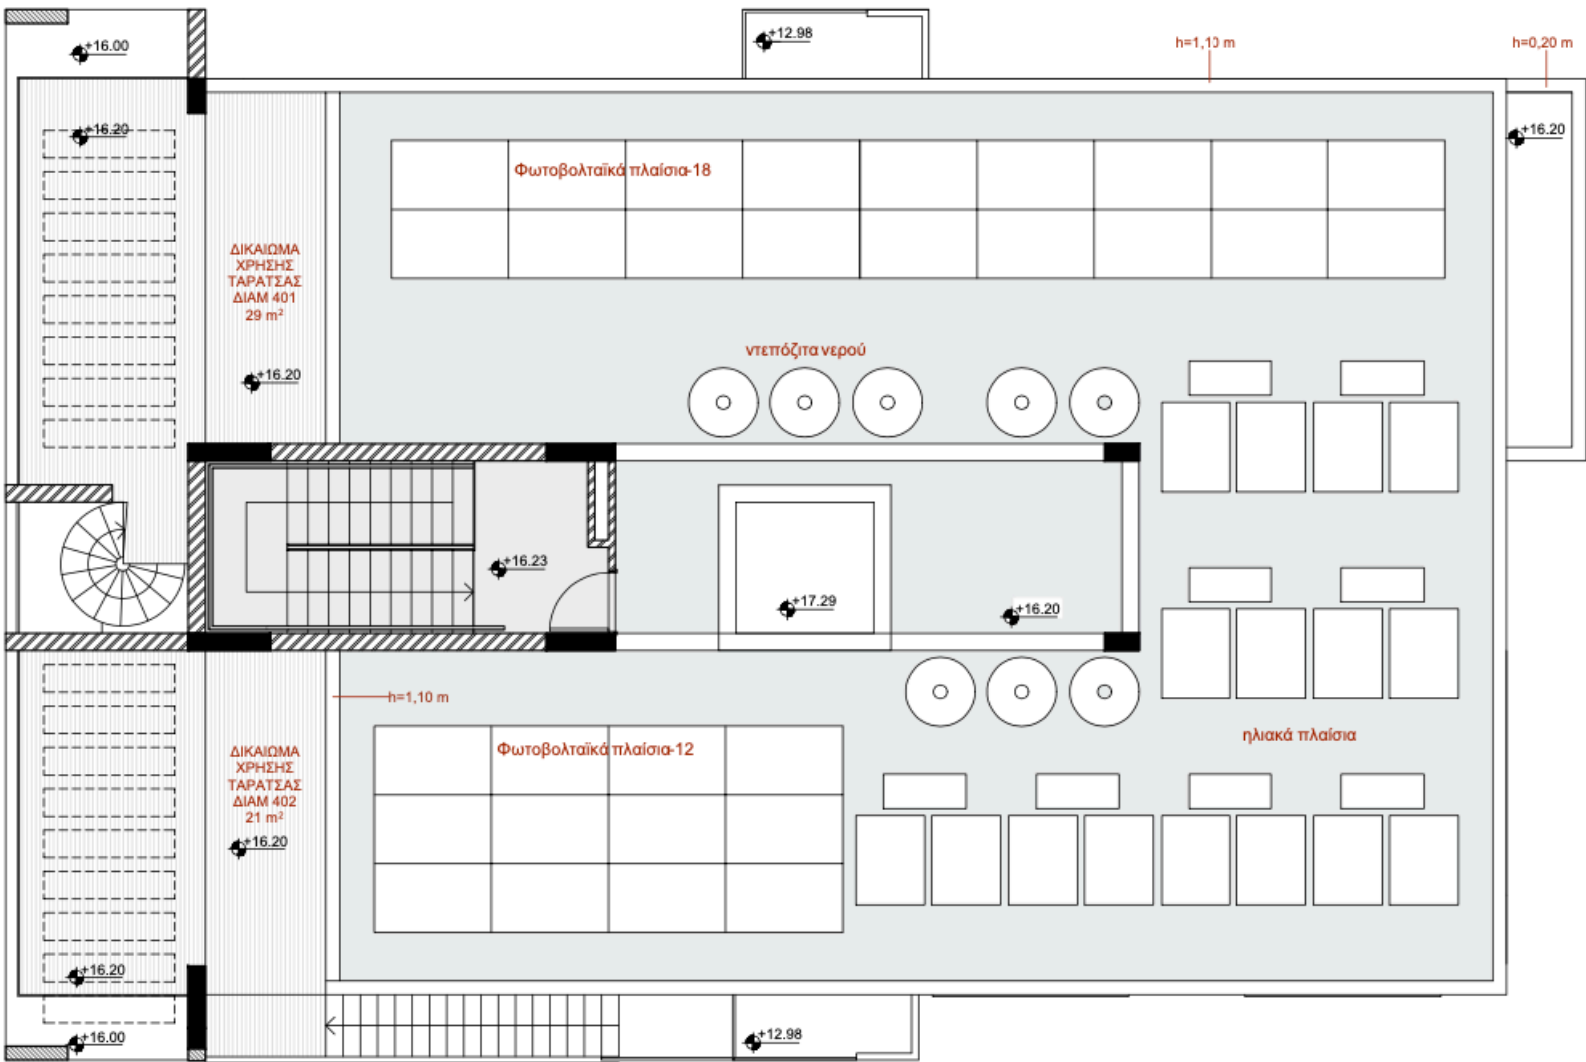 +16.00
+12.98
h=1,10 m
h=0,20 m
+16.20
+16.20
Φωτοβολταϊκά πλαίσια-18
ΔΙΚΑΙΩΜΑ
ΧΡΗΣΗΣ
ΤΑΡΑΤΣΑΣ
ΔΙΑΜ 401
29 m²
ντεπόζιτα νερού
+16.20
+16.23
+17.29
+16.20
h=1,10 m
ηλιακά πλαίσια
Φωτοβολταϊκά πλαίσια-12
ΔΙΚΑΙΩΜΑ
ΧΡΗΣΗΣ
ΤΑΡΑΤΣΑΣ
ΔΙΑΜ 402
21 m²
+16.20
+16.20
+16.00
+12.98